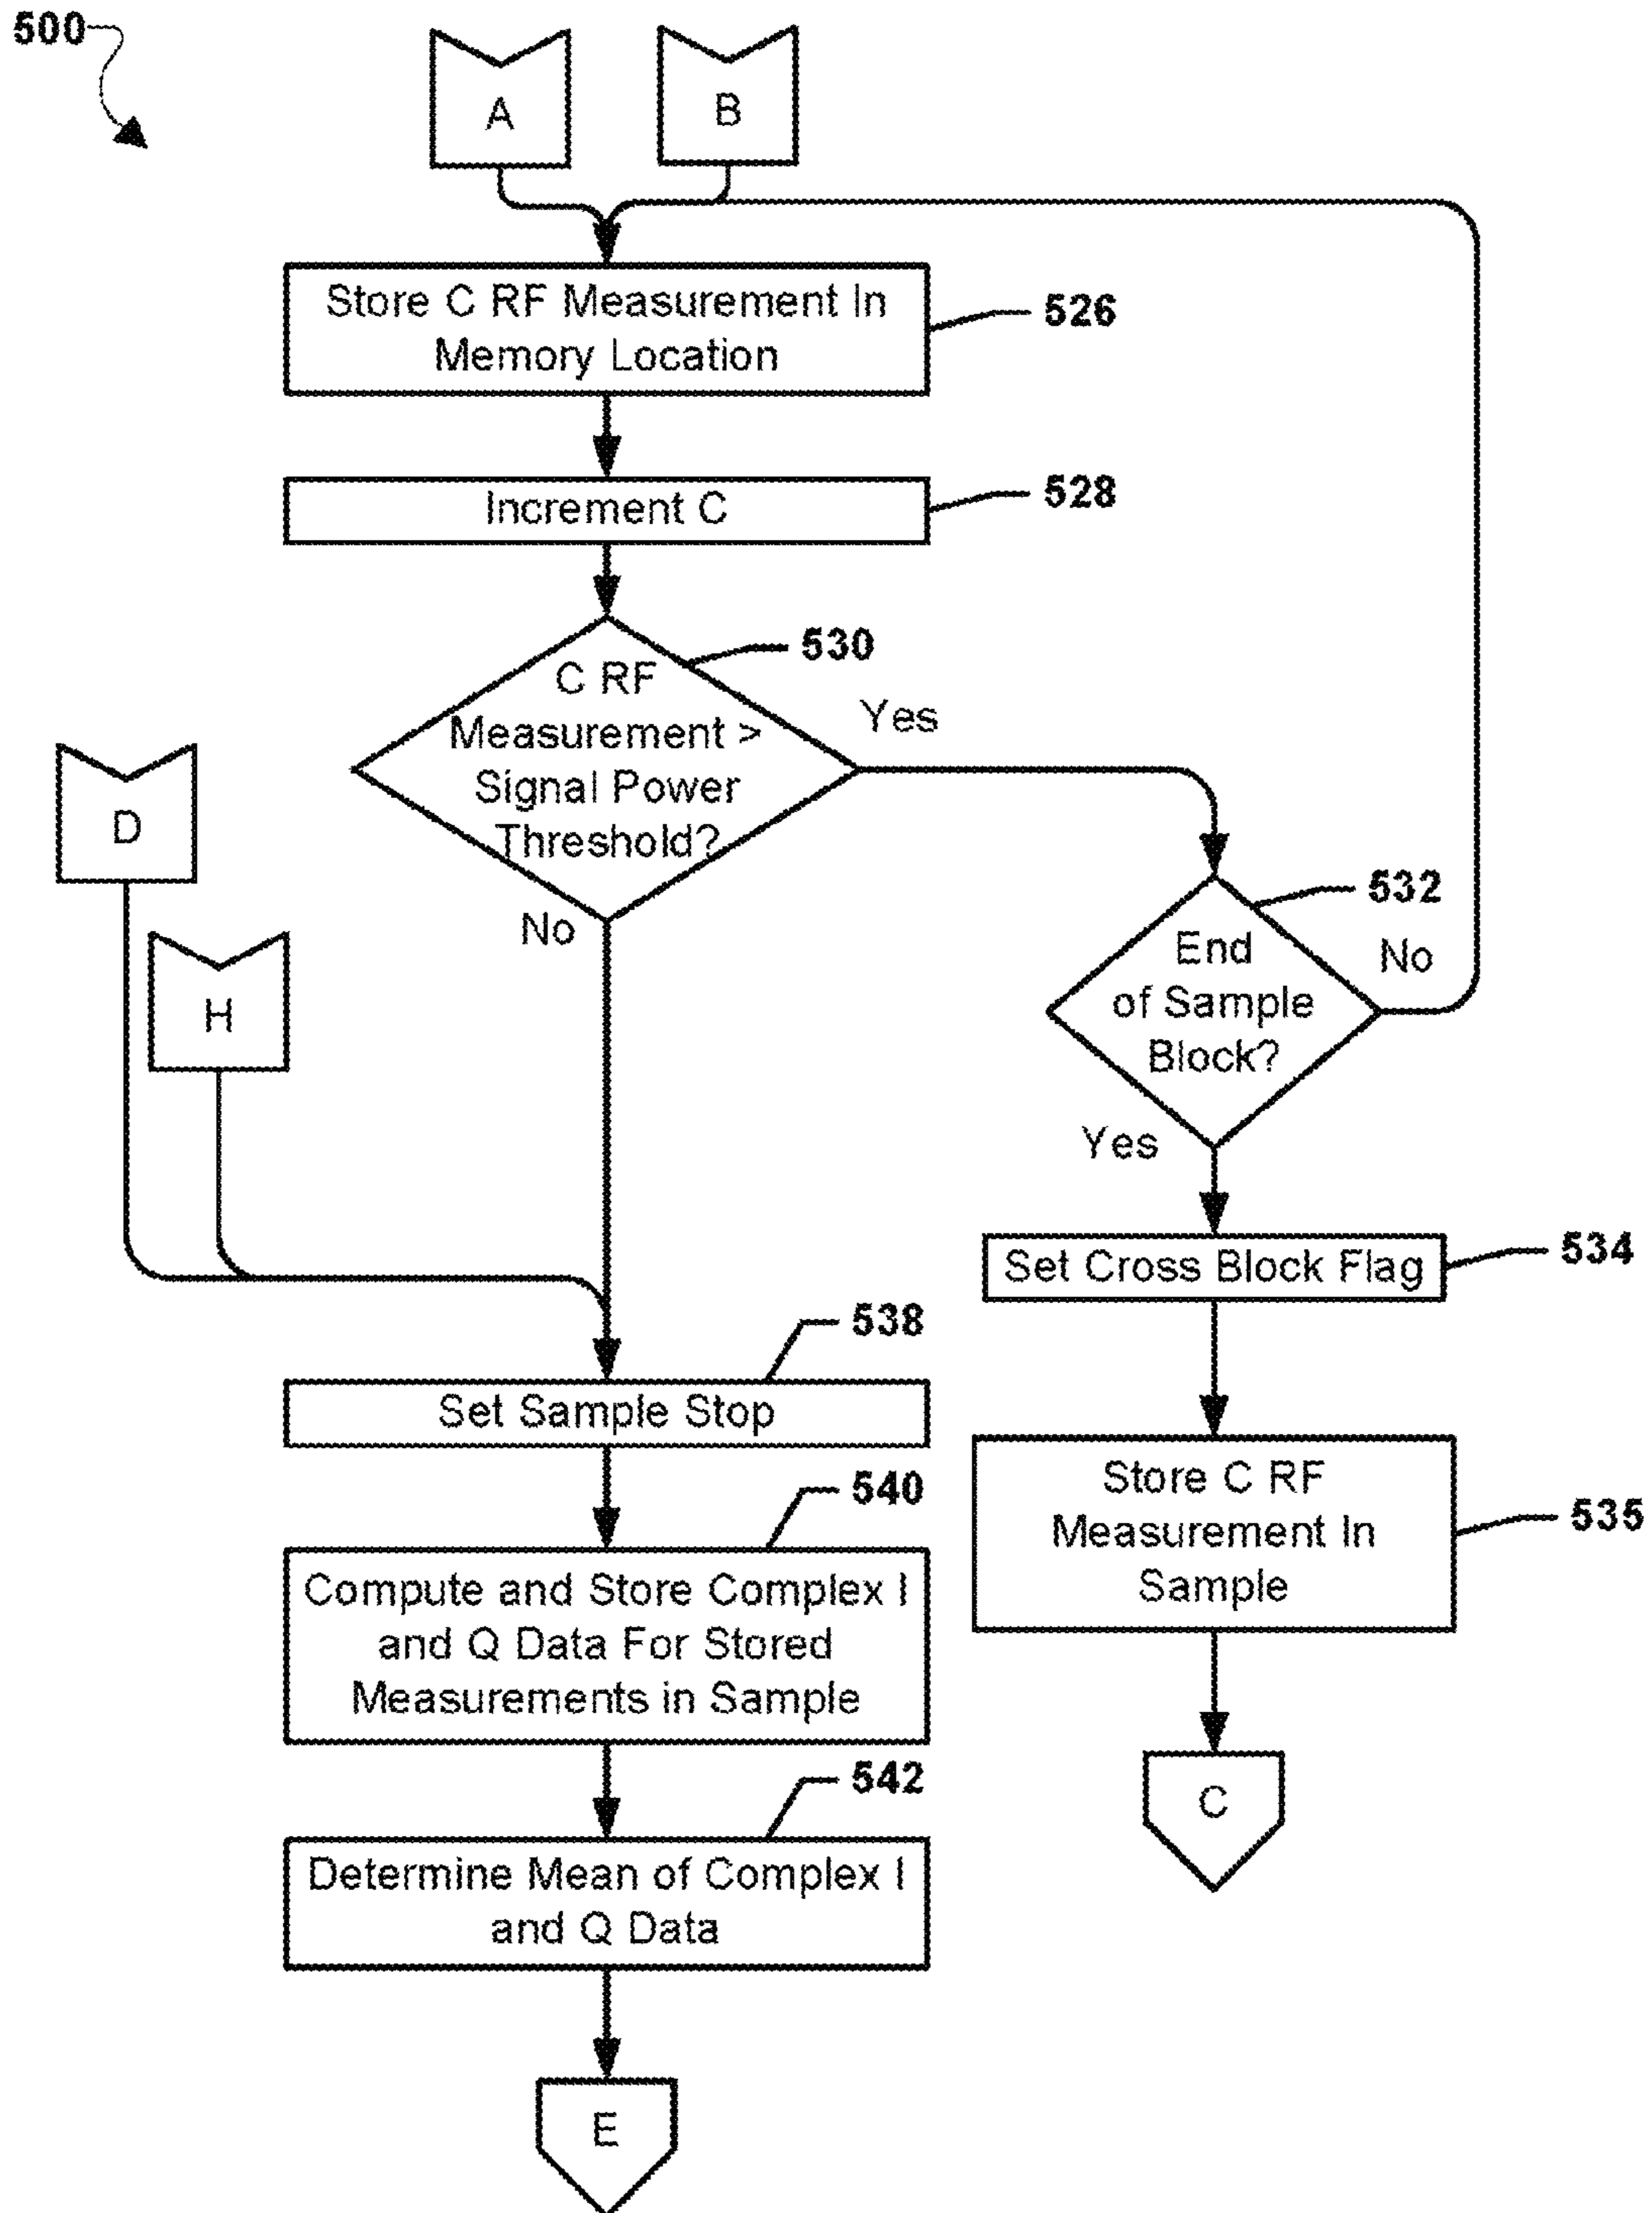 500
A
B
Store C RF Measurement In
Memory Location
526
Increment C
528
530
C RF
Measurement >
Signal Power
Threshold?
Yes
No
D
H
532
End
of Sample
Block?
No
Yes
Set Cross Block Flag
534
538
Set Sample Stop
Store C RF
Measurement In
Sample
535
540
Compute and Store Complex I
and Q Data For Stored
Measurements in Sample
542
Determine Mean of Complex I
and Q Data
C
E